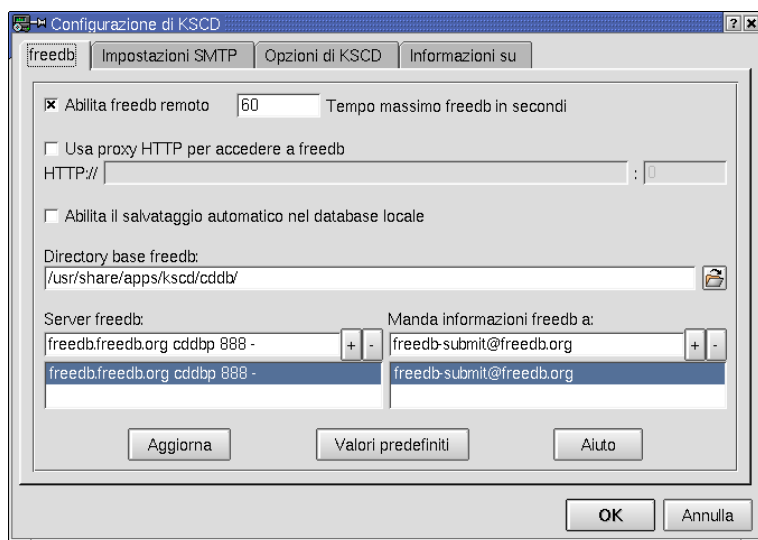 Configurazione di KSCD
freedb Impostazioni SMTP Opzioni di KSCD Informazioni su
Abilita freedb remoto 60 Tempo massimo freedb in secondi
Usa proxy HTTP per accedere a freedb
HTTP:// : 0
Abilita il salvataggio automatico nel database locale
Directory base freedb:
/usr/share/apps/kscd/cddb/
Server freedb: Manda informazioni freedb a:
freedb.freedb.org cddbp 888 - + - freedb-submit@freedb.org + -
freedb.freedb.org cddbp 888 - freedb-submit@freedb.org
Aggiorna Valori predefiniti Aiuto
OK Annulla